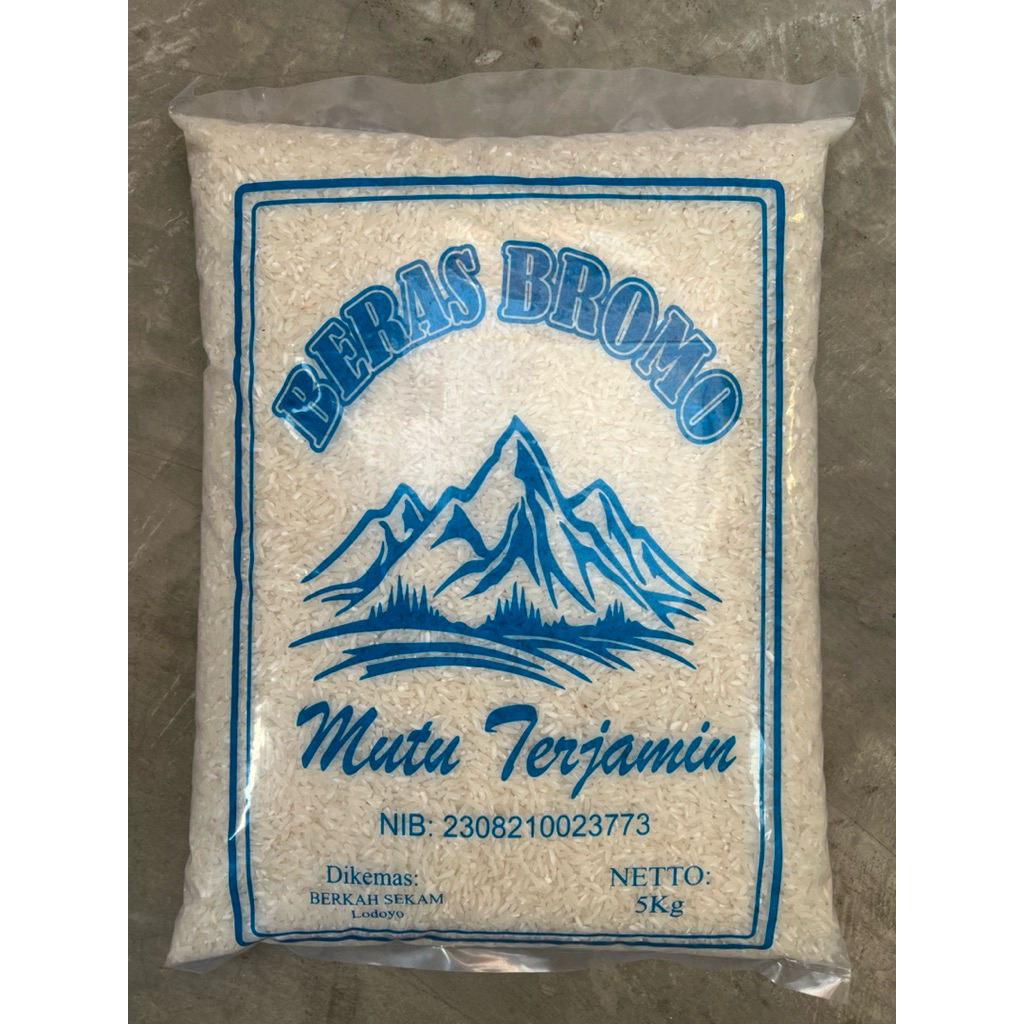 BERAS BROMO
Mutu Terjamin
NIB: 2308210023773
Dikemas:
BERKAH SEKAM
Lodoyo
NETTO:
5Kg